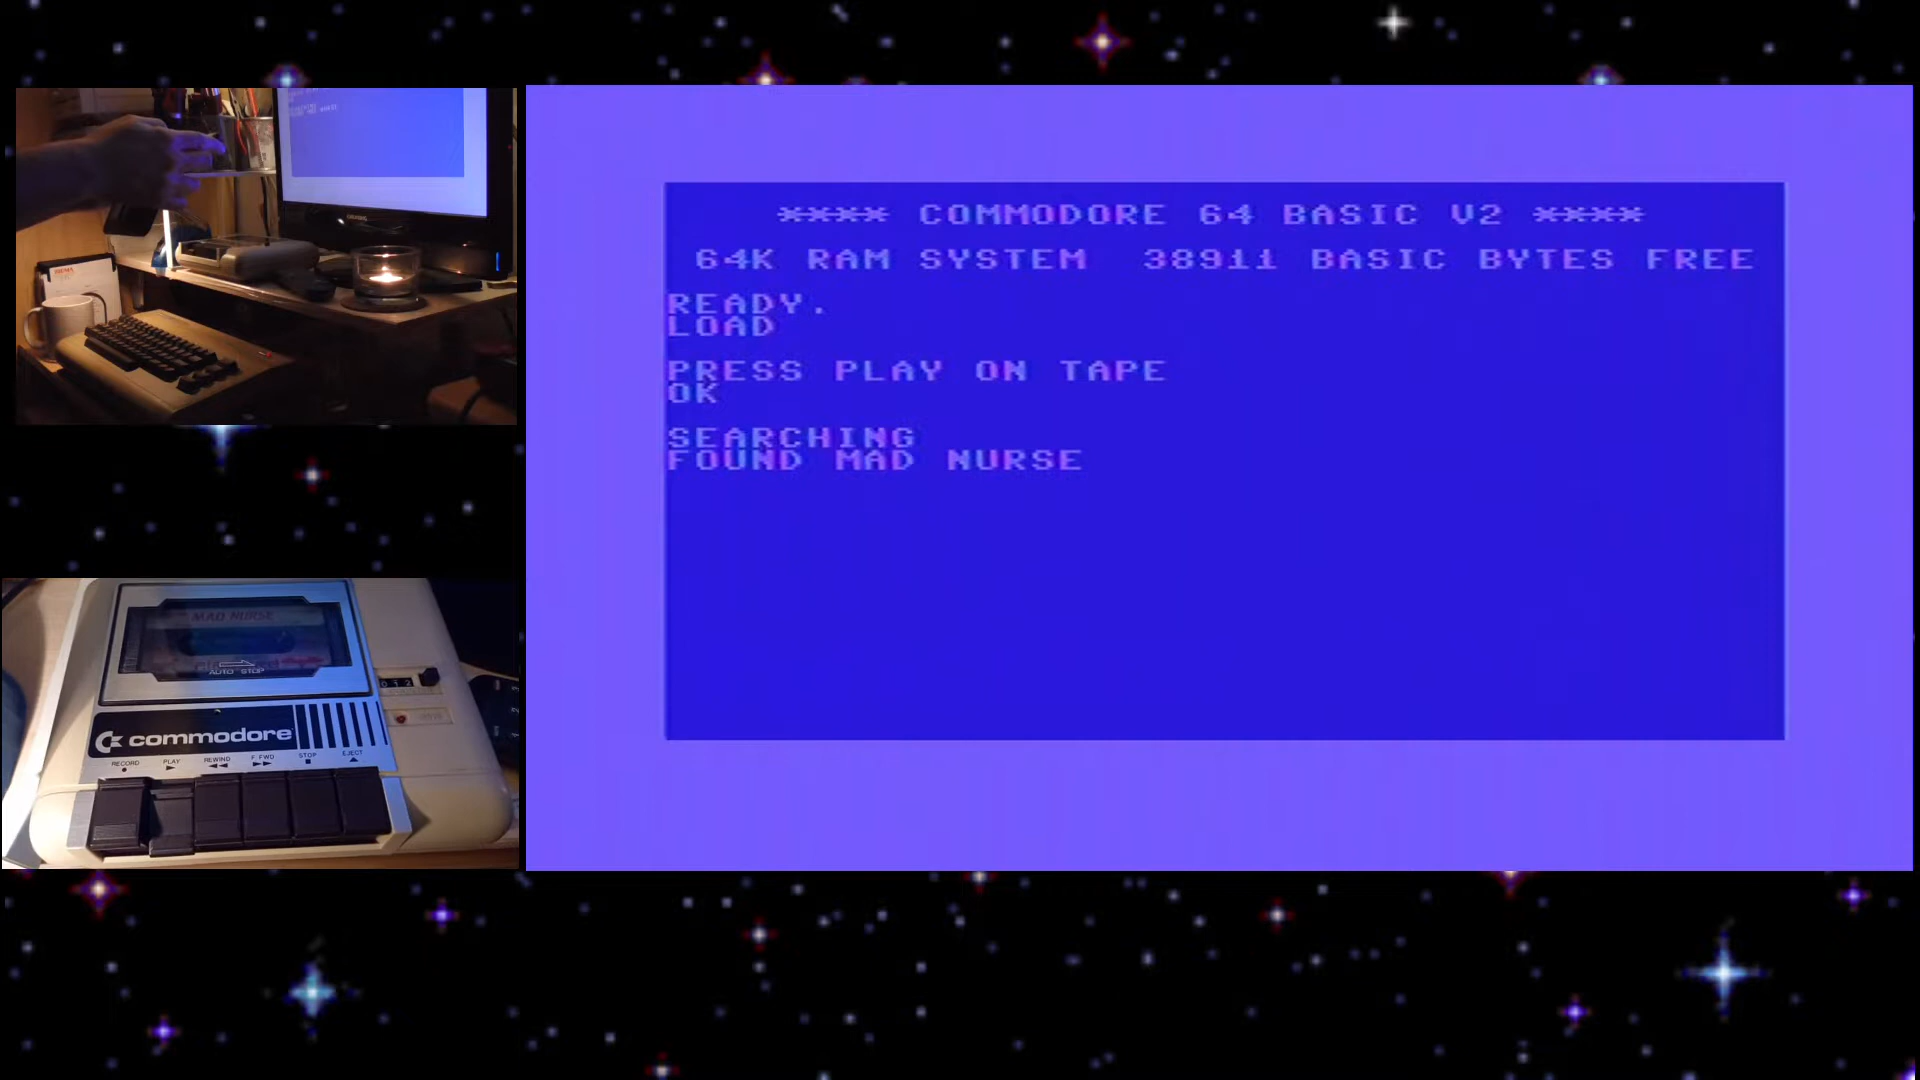 **** COMMODORE 64 BASIC V2 ****
64K RAM SYSTEM 38911 BASIC BYTES FREE
READY.
LOAD
PRESS PLAY ON TAPE
OK
SEARCHING
FOUND MAD NURSE
MAD NURSE
AUTO STOP
012
commodore
RECORD PLAY REWIND F.FWD STOP EJECT